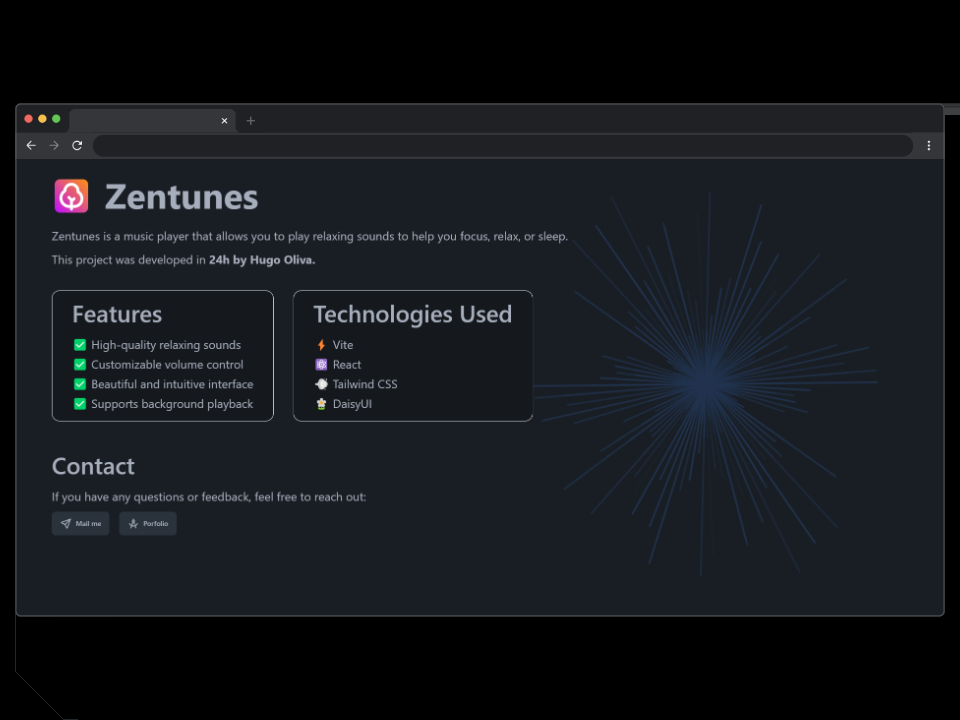 Zentunes
Zentunes is a music player that allows you to play relaxing sounds to help you focus, relax, or sleep.
This project was developed in 24h by Hugo Oliva.
Features
High-quality relaxing sounds
Customizable volume control
Beautiful and intuitive interface
Supports background playback
Technologies Used
Vite
React
Tailwind CSS
DaisyUI
Contact
If you have any questions or feedback, feel free to reach out:
Mail me
Porfolio